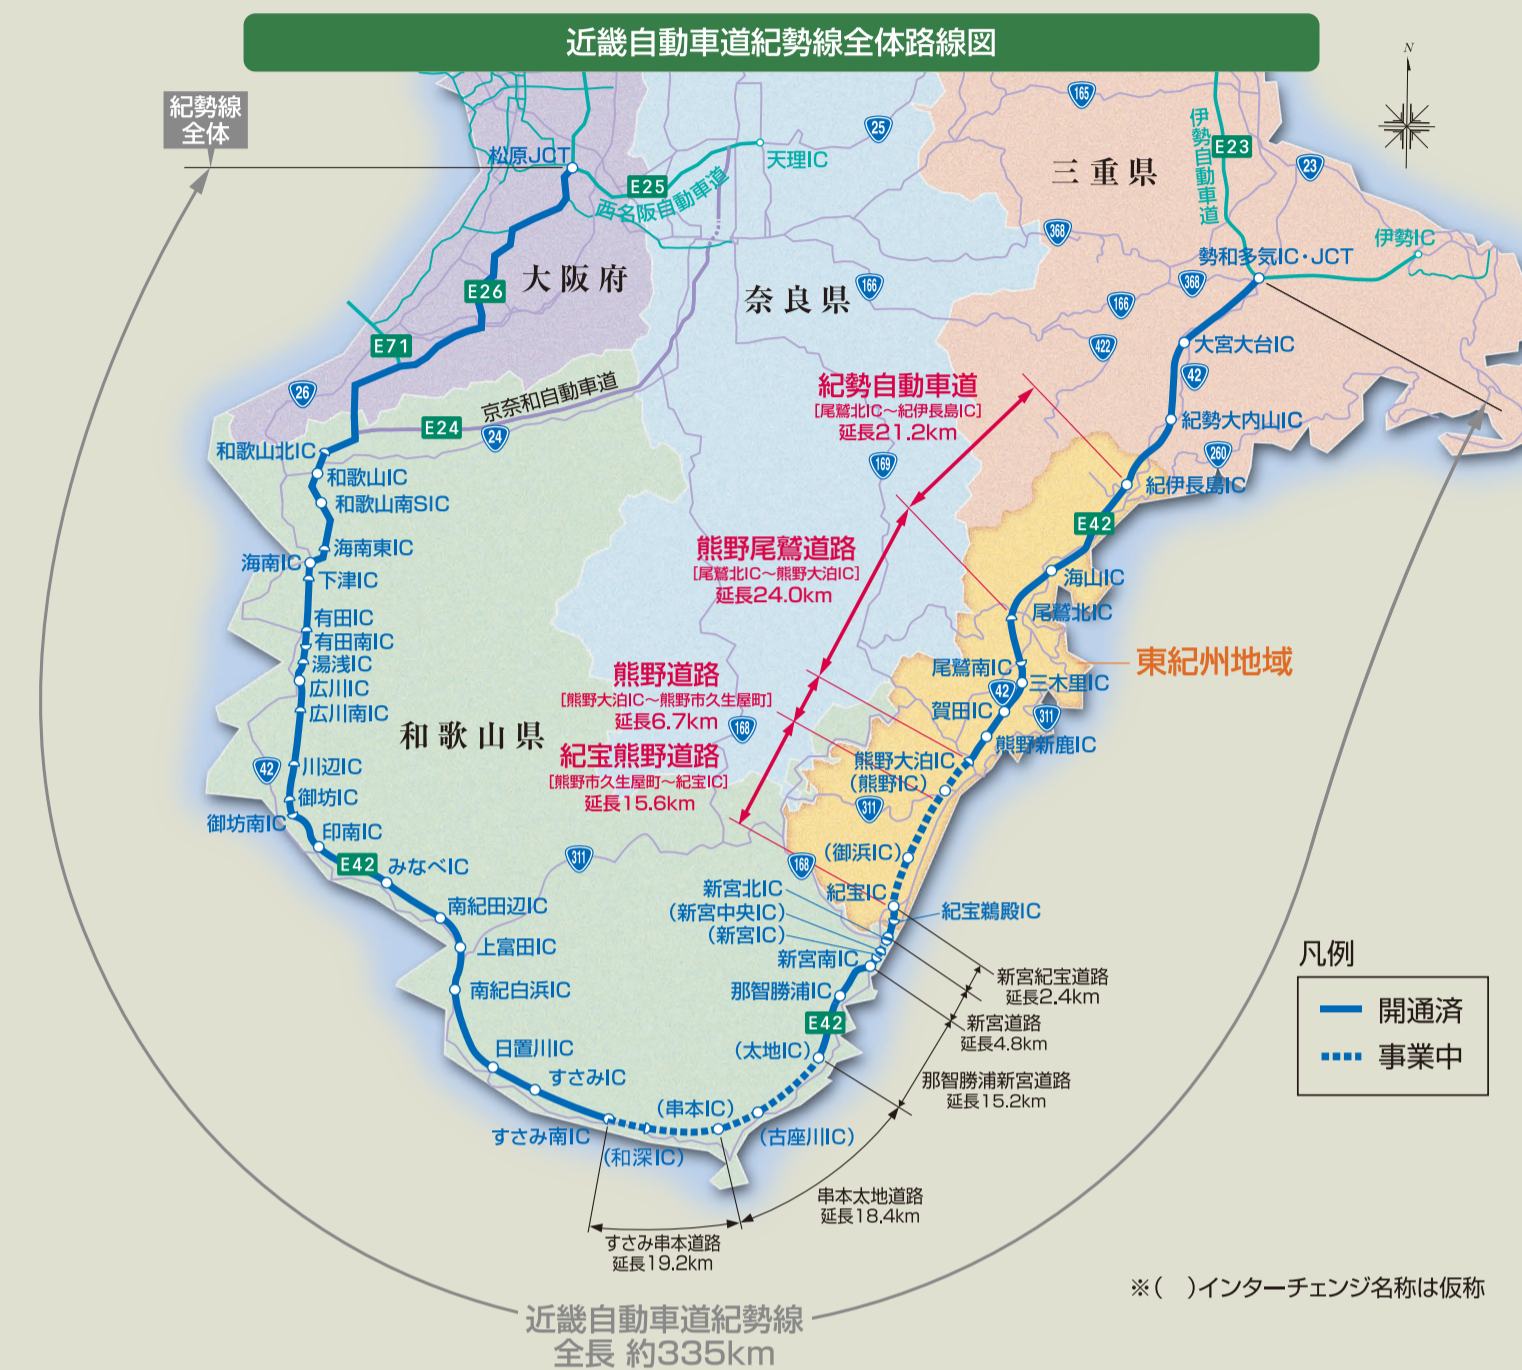 近畿自動車道紀勢線全体路線図
紀勢線
全体
N
松原JCT
天理IC
E25
西名阪自動車道
25
165
三重県
伊勢自動車道
E23
23
368
伊勢IC
勢和多気IC・JCT
大阪府
E26
奈良県
166
368
166
422
大宮大台IC
42
E71
26
京奈和自動車道
E24
24
紀勢自動車道
[尾鷲北IC～紀伊長島IC]
延長21.2km
紀勢大内山IC
260
169
紀伊長島IC
E42
和歌山北IC
和歌山IC
和歌山南SIC
海南東IC
海南IC
下津IC
有田IC
有田南IC
湯浅IC
広川IC
広川南IC
熊野尾鷲道路
[尾鷲北IC～熊野大泊IC]
延長24.0km
海山IC
尾鷲北IC
東紀州地域
尾鷲南IC
三木里IC
42
賀田IC
311
熊野新鹿IC
熊野道路
[熊野大泊IC～熊野市久生屋町]
延長6.7km
168
和歌山県
紀宝熊野道路
[熊野市久生屋町～紀宝IC]
延長15.6km
熊野大泊IC
(熊野IC)
311
42
川辺IC
御坊IC
御坊南IC
印南IC
E42
みなべIC
311
168
(御浜IC)
紀宝IC
新宮北IC
(新宮中央IC)
(新宮IC)
紀宝鵜殿IC
南紀田辺IC
上富田IC
南紀白浜IC
新宮南IC
那智勝浦IC
E42
(太地IC)
新宮紀宝道路
延長2.4km
新宮道路
延長4.8km
那智勝浦新宮道路
延長15.2km
日置川IC
すさみIC
すさみ南IC
(和深IC)
(串本IC)
(古座川IC)
串本太地道路
延長18.4km
すさみ串本道路
延長19.2km
凡例
開通済
事業中
※(　)インターチェンジ名称は仮称
近畿自動車道紀勢線
全長 約335km